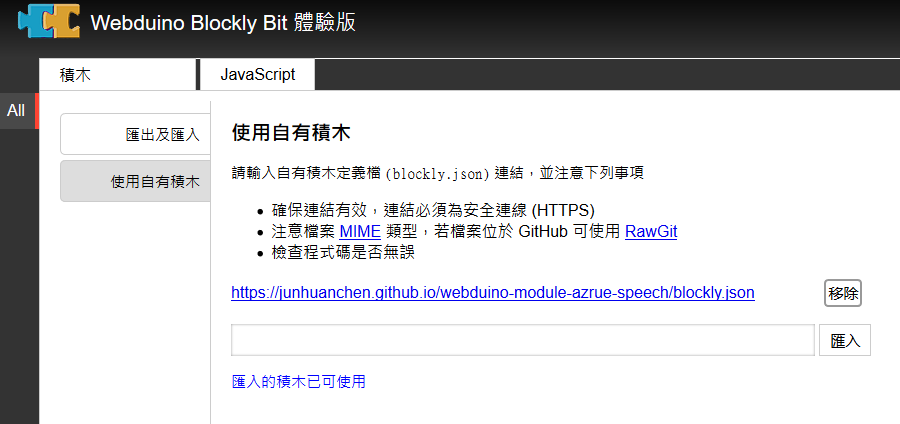 Webduino Blockly Bit 體驗版
積木
JavaScript
All
匯出及匯入
使用自有積木
使用自有積木
請輸入自有積木定義檔 (blockly.json) 連結，並注意下列事項
確保連結有效，連結必須為安全連線 (HTTPS)
注意檔案 MIME 類型，若檔案位於 GitHub 可使用 RawGit
檢查程式碼是否無誤
https://junhuanchen.github.io/webduino-module-azrue-speech/blockly.json
移除
匯入
匯入的積木已可使用